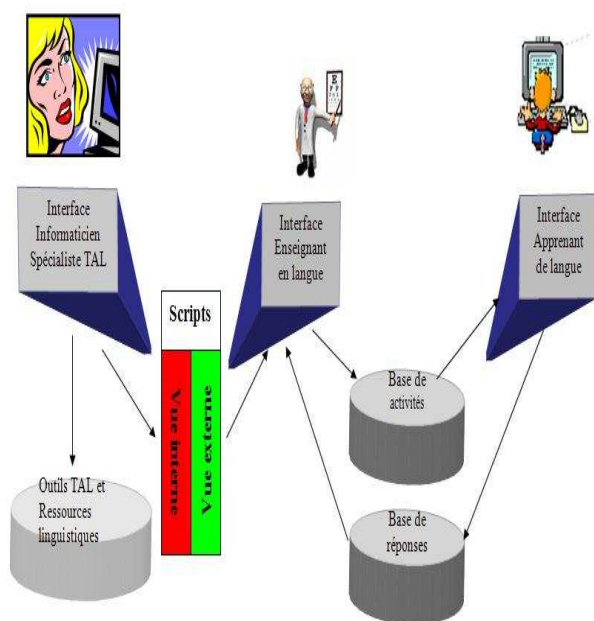 Interface
Informaticien
Spécialiste TAL
Interface
Enseignant
en langue
Interface
Apprenant
de langue
Scripts
Vue interne
Vue externe
Base de
activités
Outils TAL et
Ressources
linguistiques
Base de
réponses